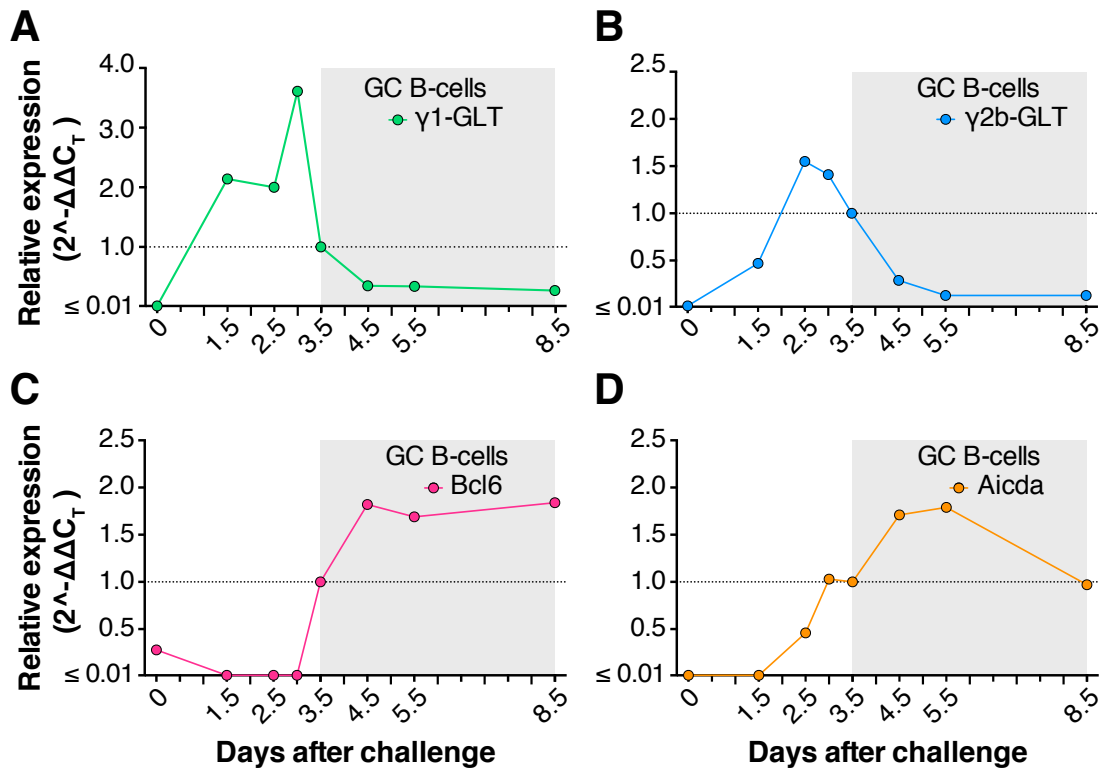 A
Relative expression
(2^-ΔΔCT )
4.0
3.0
2.0
1.0
≤ 0.01
GC B-cells
γ1-GLT
0
1.5
2.5
3.5
4.5
5.5
8.5
B
2.5
2.0
1.5
1.0
0.5
≤ 0.01
GC B-cells
γ2b-GLT
0
1.5
2.5
3.5
4.5
5.5
8.5
C
Relative expression
(2^-ΔΔCT )
2.5
2.0
1.5
1.0
0.5
≤ 0.01
GC B-cells
Bcl6
0
1.5
2.5
3.5
4.5
5.5
8.5
Days after challenge
D
2.5
2.0
1.5
1.0
0.5
≤ 0.01
GC B-cells
Aicda
0
1.5
2.5
3.5
4.5
5.5
8.5
Days after challenge